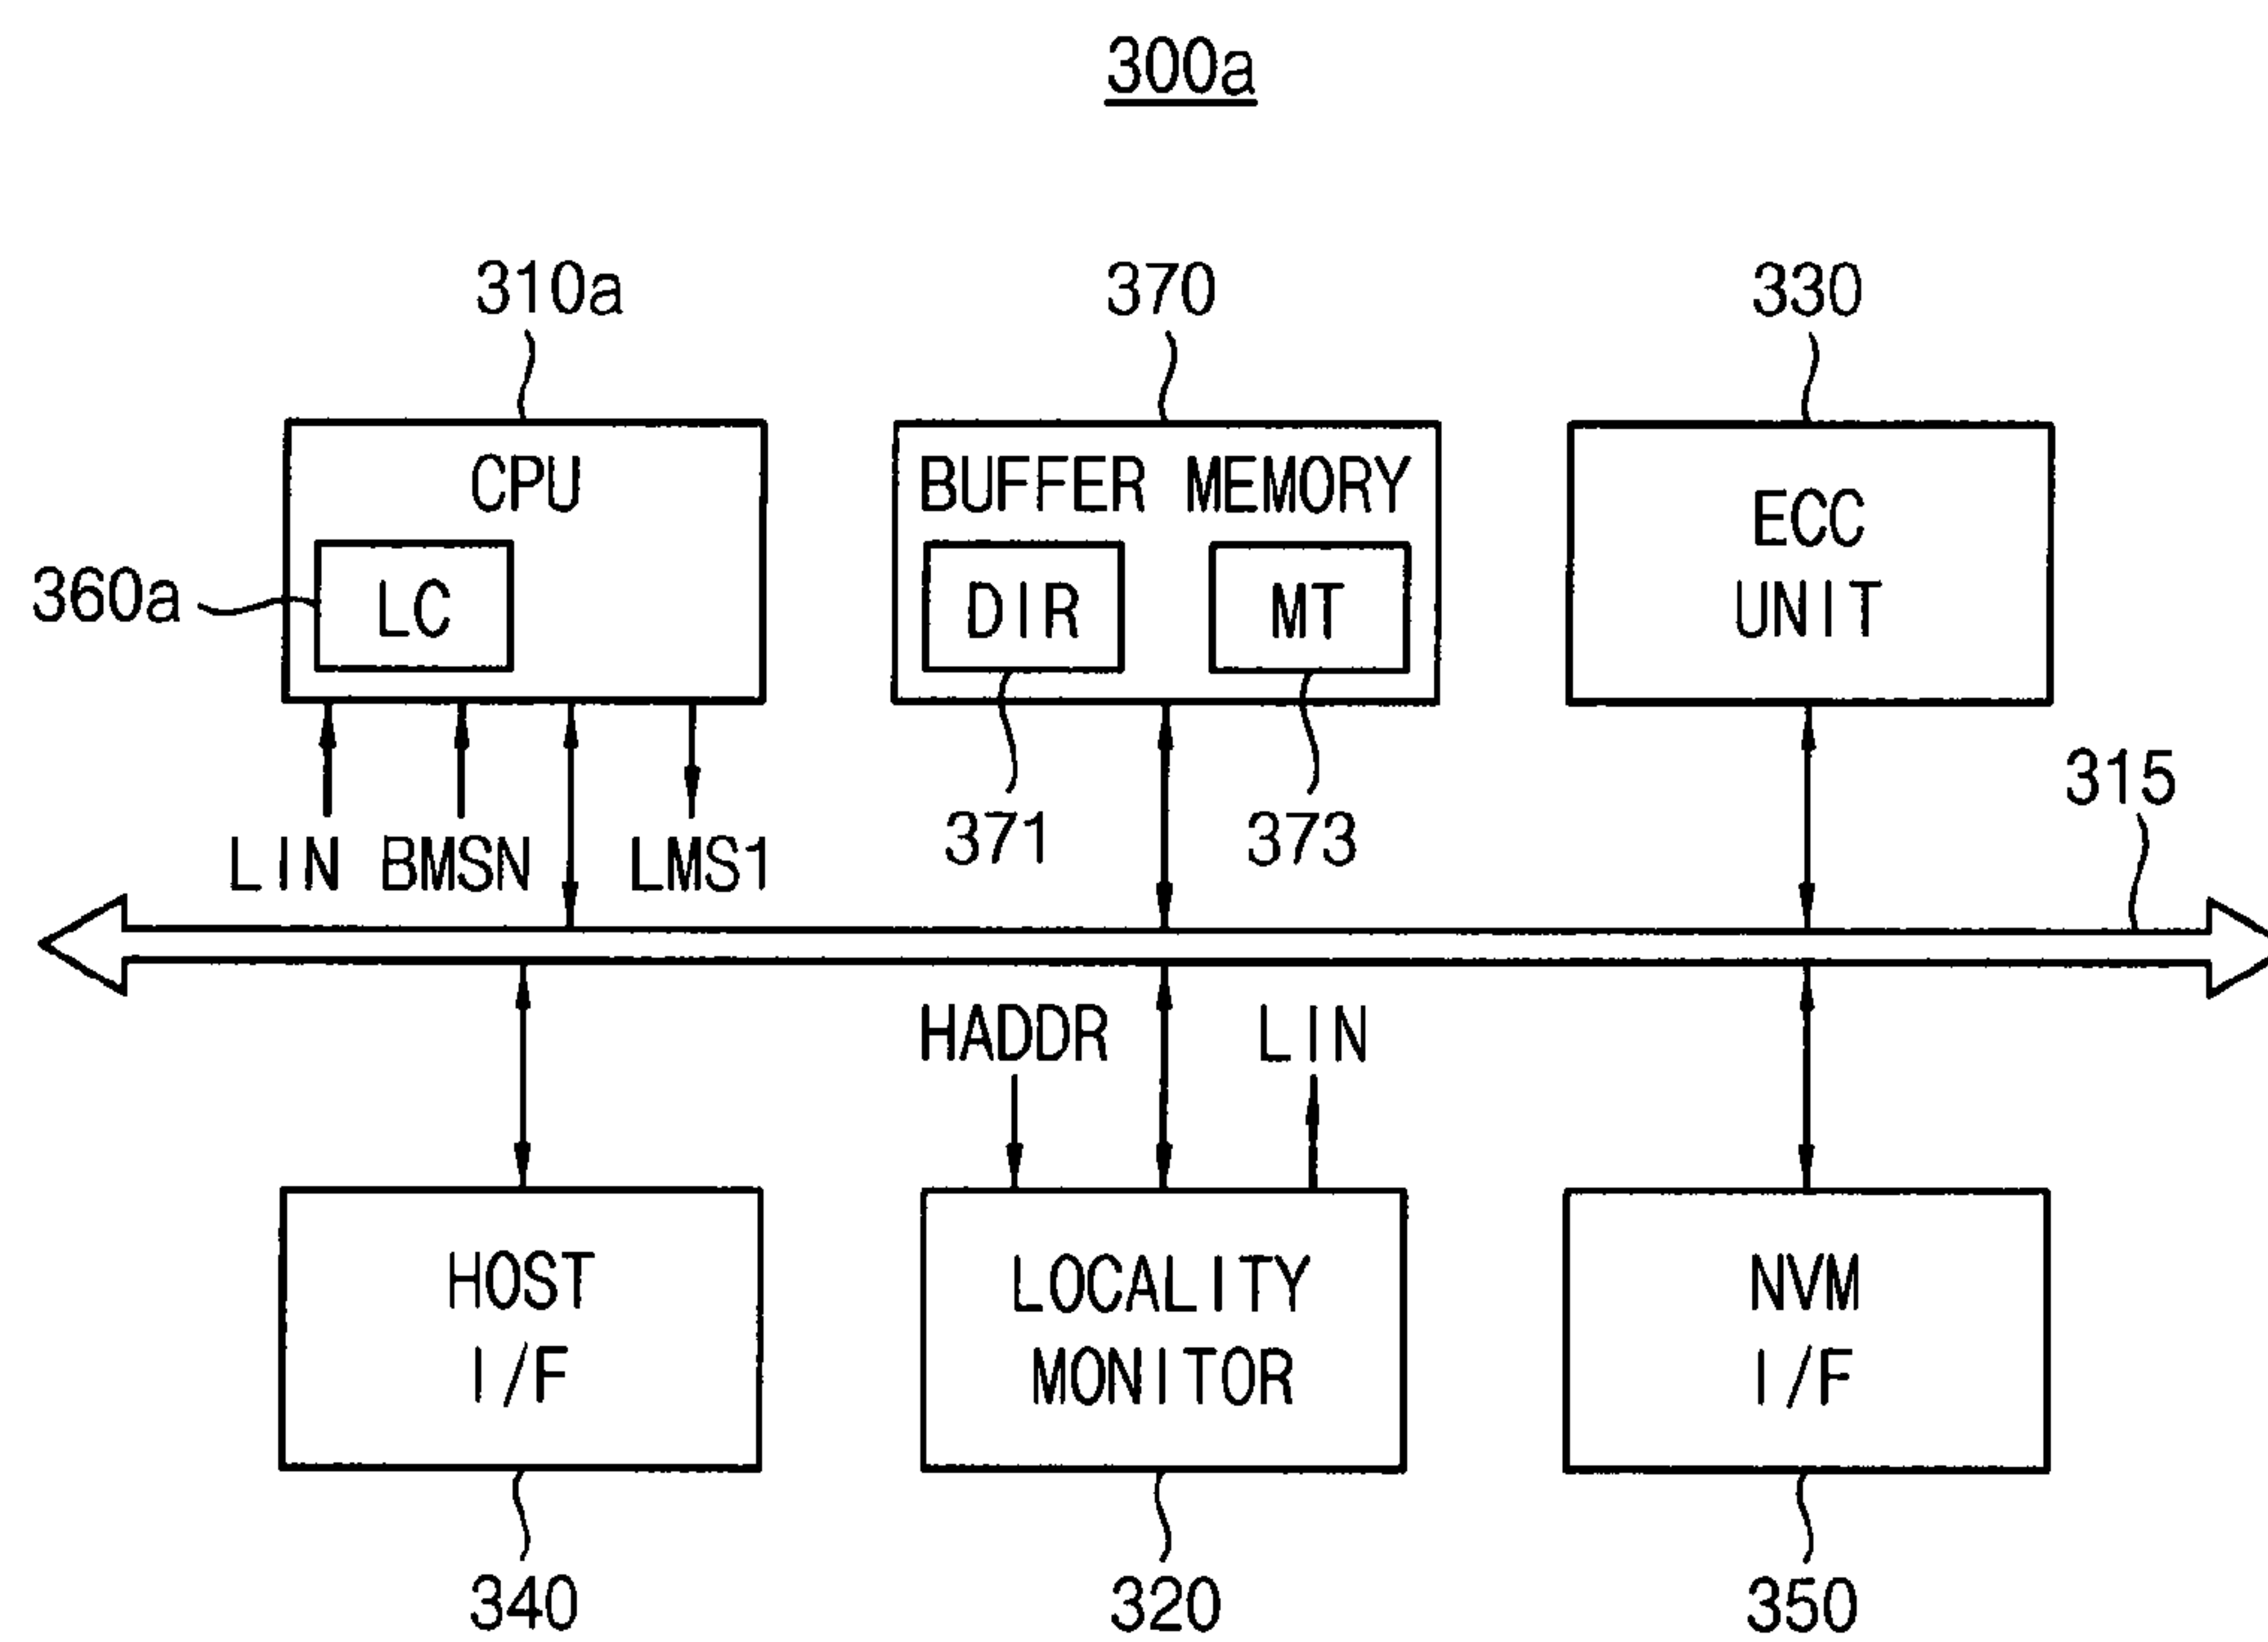 300a
310a
370
330
CPU
BUFFER MEMORY
ECC
UNIT
360a
LC
DIR
MT
315
371
373
LIN
BMSN
LMS1
HADDR
LIN
HOST
I/F
LOCALITY
MONITOR
NVM
I/F
340
320
350